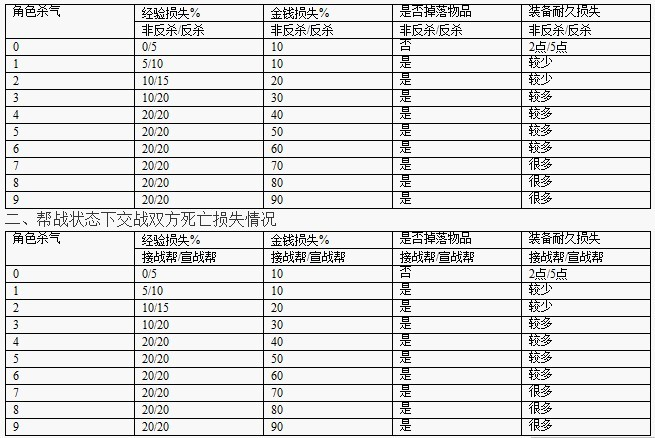 角色杀气 经验损失% 金钱损失% 是否掉落物品 装备耐久损失
非反杀/反杀 非反杀/反杀 非反杀/反杀 非反杀/反杀
0 0/5 10 否 2点/5点
1 5/10 10 是 较少
2 10/15 20 是 较少
3 10/20 30 是 较多
4 20/20 40 是 较多
5 20/20 50 是 较多
6 20/20 60 是 较多
7 20/20 70 是 很多
8 20/20 80 是 很多
9 20/20 90 是 很多
二、帮战状态下交战双方死亡损失情况
角色杀气 经验损失% 金钱损失% 是否掉落物品 装备耐久损失
接战帮/宣战帮 接战帮/宣战帮 接战帮/宣战帮 接战帮/宣战帮
0 0/5 10 否 2点/5点
1 5/10 10 是 较少
2 10/15 20 是 较少
3 10/20 30 是 较多
4 20/20 40 是 较多
5 20/20 50 是 较多
6 20/20 60 是 较多
7 20/20 70 是 很多
8 20/20 80 是 很多
9 20/20 90 是 很多